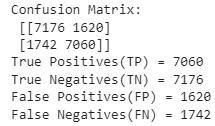 Confusion Matrix:
[[7176 1620]
[1742 7060]]
True Positives(TP) = 7060
True Negatives(TN) = 7176
False Positives(FP) = 1620
False Negatives(FN) = 1742